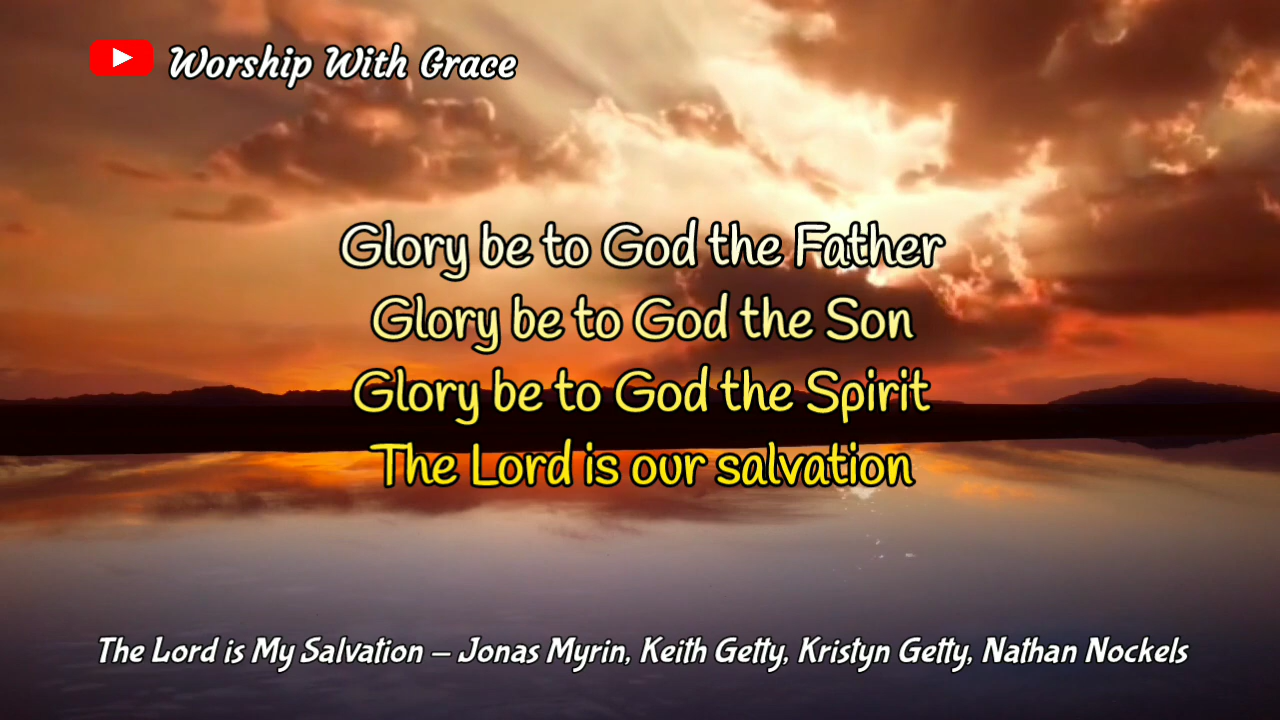 Worship With Grace
Glory be to God the Father
Glory be to God the Son
Glory be to God the Spirit
The Lord is our salvation
The Lord is My Salvation – Jonas Myrin, Keith Getty, Kristyn Getty, Nathan Nockels